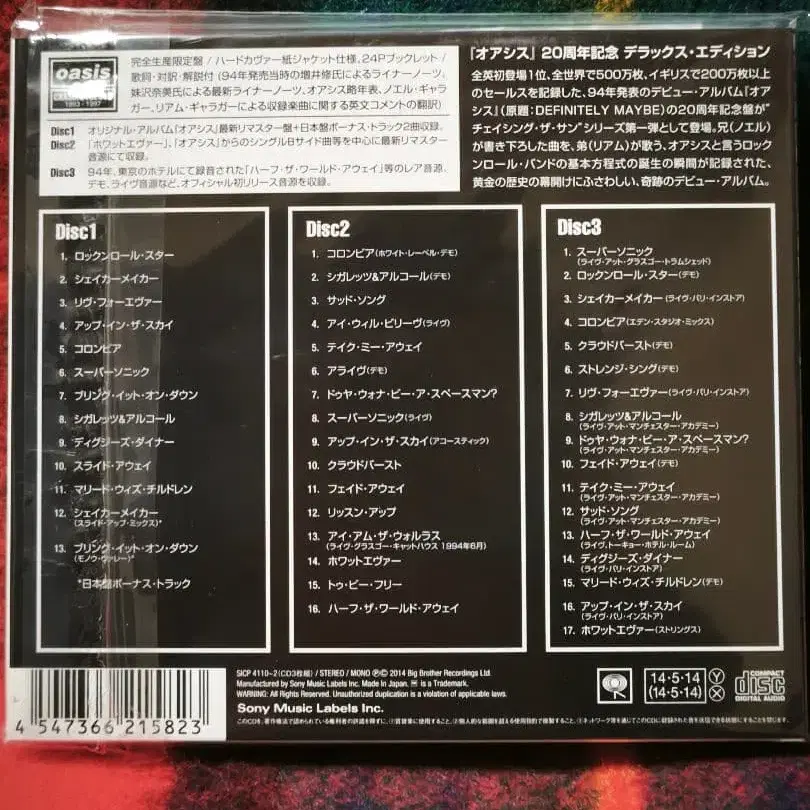 oasis
1993-1997
完全生産限定盤 / ハードカヴァー紙ジャケット仕様、24Pブックレット /
歌詞・対訳・解説付 (94年発売当時の増井修氏によるライナーノーツ、
妹沢奈美氏による最新ライナーノーツ、オアシス略年表、ノエル・ギャラ
ガー、リアム・ギャラガーによる収録楽曲に関する英文コメントの翻訳)
Disc1 オリジナル・アルバム『オアシス』最新リマスター盤+日本盤ボーナス・トラック2曲収録。
Disc2 「ホワットエヴァー」、『オアシス』からのシングルBサイド曲等を中心に最新リマスター
音源にて収録。
Disc3 94年、東京のホテルにて録音された「ハーフ・ザ・ワールド・アウェイ」等のレア音源、
デモ、ライヴ音源など、オフィシャル初リリース音源を収録。
『オアシス』 20周年記念 デラックス・エディション
全英初登場1位、全世界で500万枚、イギリスで200万枚以上
のセールスを記録した、94年発表のデビュー・アルバム『オア
シス』(原題:DEFINITELY MAYBE)の20周年記念盤が"
チェイシング・ザ・サン"シリーズ第一弾として登場。兄(ノエル)
が書き下ろした曲を、弟(リアム)が歌う、オアシスと言うロック
ンロール・バンドの基本方程式の誕生の瞬間が記録された、
黄金の歴史の幕開けにふさわしい、奇跡のデビュー・アルバム。
Disc1
1. ロックンロール・スター
2. シェイカーメイカー
3. リヴ・フォーエヴァー
4. アップ・イン・ザ・スカイ
5. コロンビア
6. スーパーソニック
7. ブリング・イット・オン・ダウン
8. シガレッツ&アルコール
9. ディグジーズ・ダイナー
10. スライド・アウェイ
11. マリード・ウィズ・チルドレン
12. シェイカーメイカー
(スライド・アップ・ミックス)*
13. ブリング・イット・オン・ダウン
(モノウ・ヴァレー)*
*日本盤ボーナス・トラック
Disc2
1. コロンビア(ホワイト・レーベル・デモ)
2. シガレッツ&アルコール(デモ)
3. サッド・ソング
4. アイ・ウィル・ビリーヴ(ライヴ)
5. テイク・ミー・アウェイ
6. アライヴ(デモ)
7. ドゥヤ・ウォナ・ビー・ア・スペースマン?
8. スーパーソニック(ライヴ)
9. アップ・イン・ザ・スカイ(アコースティック)
10. クラウドバースト
11. フェイド・アウェイ
12. リッスン・アップ
13. アイ・アム・ザ・ウォルラス
(ライヴ・グラスゴー・キャットハウス 1994年6月)
14. ホワットエヴァー
15. トゥ・ビー・フリー
16. ハーフ・ザ・ワールド・アウェイ
Disc3
1. スーパーソニック
(ライヴ・アット・グラスゴー・トラムシェッド)
2. ロックンロール・スター(デモ)
3. シェイカーメイカー(ライヴ・パリ・インストア)
4. コロンビア(エデン・スタジオ・ミックス)
5. クラウドバースト(デモ)
6. ストレンジ・シング(デモ)
7. リヴ・フォーエヴァー(ライヴ・パリ・インストア)
8. シガレッツ&アルコール
(ライヴ・アット・マンチェスター・アカデミー)
9. ドゥヤ・ウォナ・ビー・ア・スペースマン?
(ライヴ・アット・マンチェスター・アカデミー)
10. フェイド・アウェイ(デモ)
11. テイク・ミー・アウェイ
(ライヴ・アット・マンチェスター・アカデミー)
12. サッド・ソング
(ライヴ・アット・マンチェスター・アカデミー)
13. ハーフ・ザ・ワールド・アウェイ
(ライヴ、トーキョー・ホテル・ルーム)
14. ディグジーズ・ダイナー
(ライヴ・パリ・インストア)
15. マリード・ウィズ・チルドレン(デモ)
16. アップ・イン・ザ・スカイ
(ライヴ・パリ・インストア)
17. ホワットエヴァー(ストリングス)
4 547366 215823
SICP 4110-2 (CD3枚組) / STEREO / MONO ℗© 2014 Big Brother Recordings Ltd.
Manufactured by Sony Music Labels Inc. Made in Japan. is a Trademark.
WARNING: All Rights Reserved. Unauthorized duplication is a violation of applicable laws.
Sony Music Labels Inc.
14・5・14 Y
(14・5・14) X
COMPACT
disc
DIGITAL AUDIO